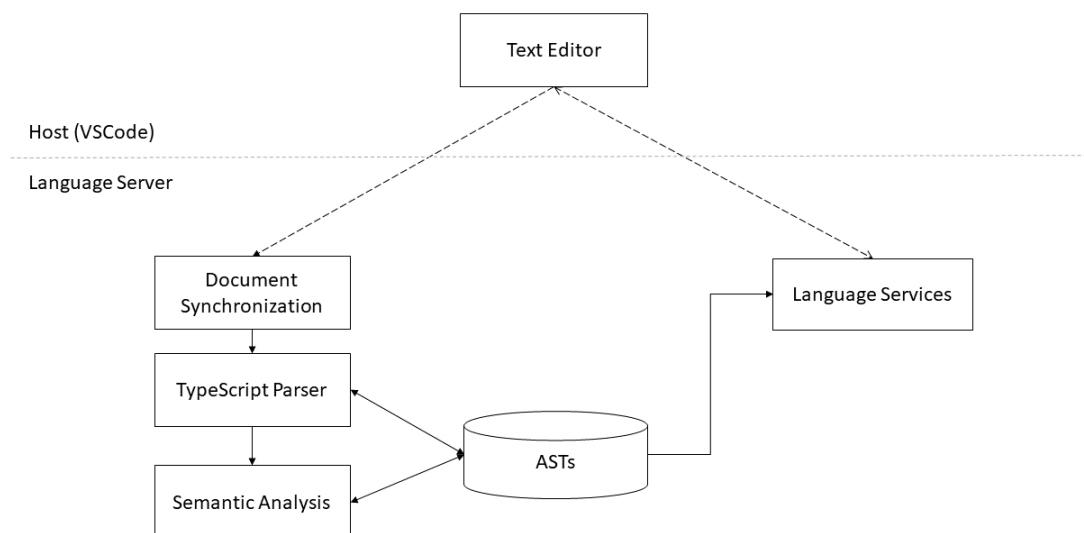 Text Editor
Host (VSCode)
Language Server
Document
Synchronization
Language Services
TypeScript Parser
ASTs
Semantic Analysis